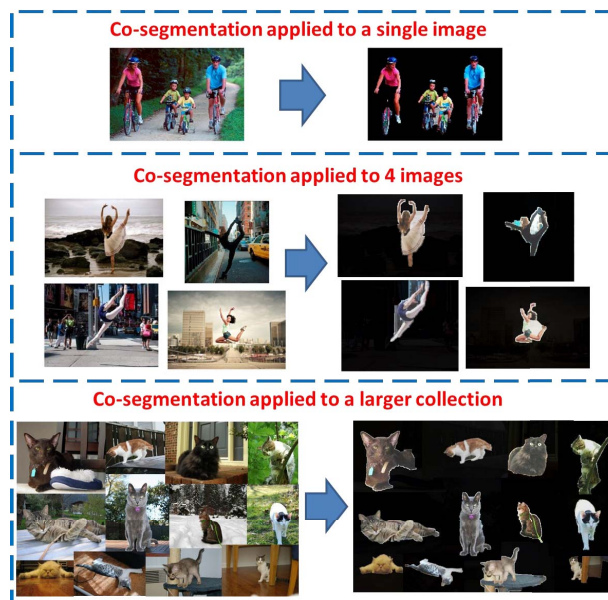 Co-segmentation applied to a single image
Co-segmentation applied to 4 images
Co-segmentation applied to a larger collection